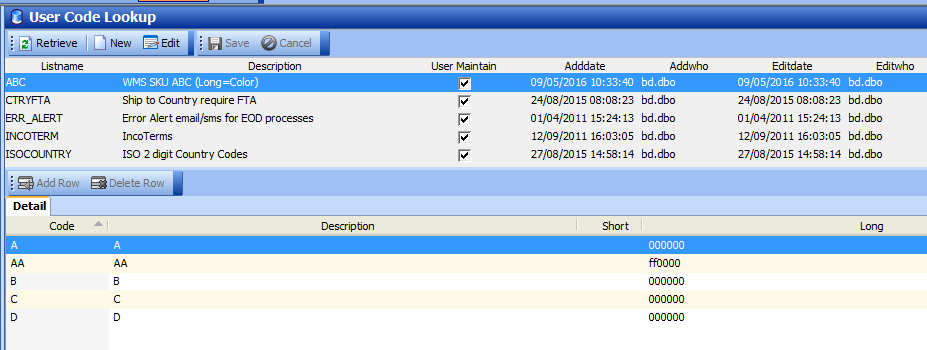 User Code Lookup
Retrieve New Edit Save Cancel
Listname Description User Maintain Adddate Addwho Editdate Editwho
ABC WMS SKU ABC (Long=Color) 09/05/2016 10:33:40 bd.dbo 09/05/2016 10:33:40 bd.dbo
CTRYFTA Ship to Country require FTA 24/08/2015 08:08:23 bd.dbo 24/08/2015 08:08:23 bd.dbo
ERR_ALERT Error Alert email/sms for EOD processes 01/04/2011 15:24:13 bd.dbo 01/04/2011 15:24:13 bd.dbo
INCOTERM IncoTerms 12/09/2011 16:03:05 bd.dbo 12/09/2011 16:03:05 bd.dbo
ISOCOUNTRY ISO 2 digit Country Codes 27/08/2015 14:58:14 bd.dbo 27/08/2015 14:58:14 bd.dbo
Add Row Delete Row
Detail
Code Description Short Long
A A 000000
AA AA ff0000
B B 000000
C C 000000
D D 000000